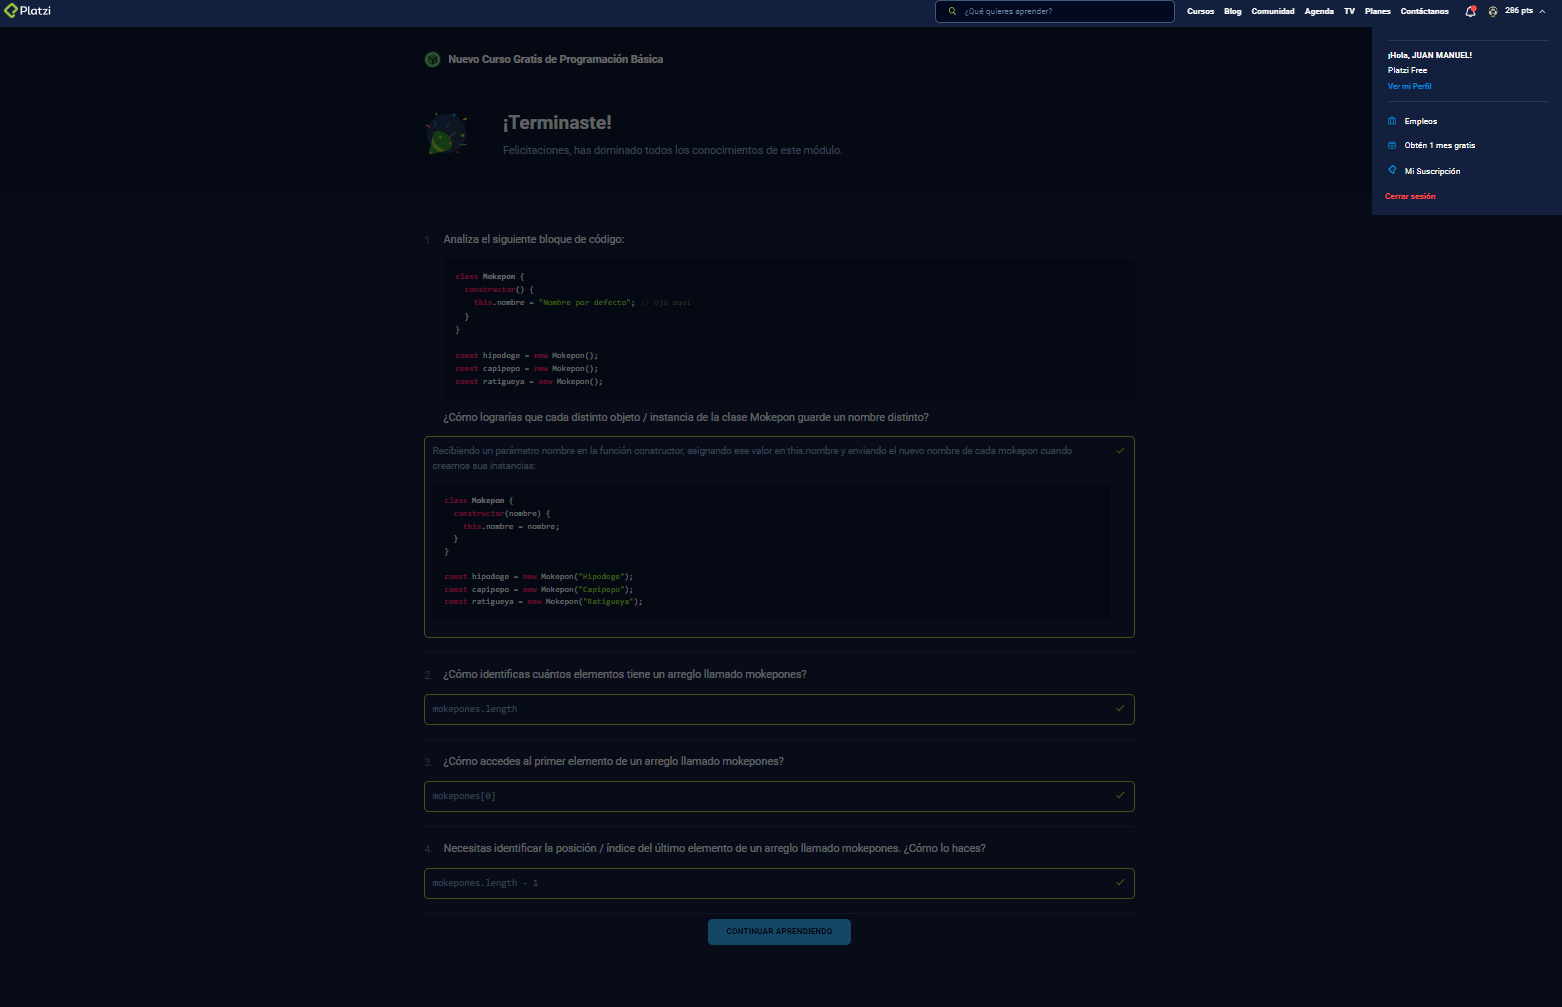 Platzi
¿Qué quieres aprender?
Cursos Blog Comunidad Agenda TV Planes Contáctanos 286 pts
¡Hola, JUAN MANUEL!
Platzi Free
Ver mi Perfil
Empleos
Obtén 1 mes gratis
Mi Suscripción
Cerrar sesión
Nuevo Curso Gratis de Programación Básica
¡Terminaste!
Felicitaciones, has dominado todos los conocimientos de este módulo.
1. Analiza el siguiente bloque de código:
class Mokepon {
constructor() {
this.nombre = "Nombre por defecto"; // Ojo aquí
}
}
const hipodoge = new Mokepon();
const capipepo = new Mokepon();
const ratigueya = new Mokepon();
¿Cómo lograrías que cada distinto objeto / instancia de la clase Mokepon guarde un nombre distinto?
Recibiendo un parámetro nombre en la función constructor, asignando ese valor en this.nombre y enviando el nuevo nombre de cada mokepon cuando
creamos sus instancias:
class Mokepon {
constructor(nombre) {
this.nombre = nombre;
}
}
const hipodoge = new Mokepon("Hipodoge");
const capipepo = new Mokepon("Capipepo");
const ratigueya = new Mokepon("Ratigueya");
2. ¿Cómo identificas cuántos elementos tiene un arreglo llamado mokepones?
mokepones.length
3. ¿Cómo accedes al primer elemento de un arreglo llamado mokepones?
mokepones[0]
4. Necesitas identificar la posición / índice del último elemento de un arreglo llamado mokepones. ¿Cómo lo haces?
mokepones.length - 1
CONTINUAR APRENDIENDO